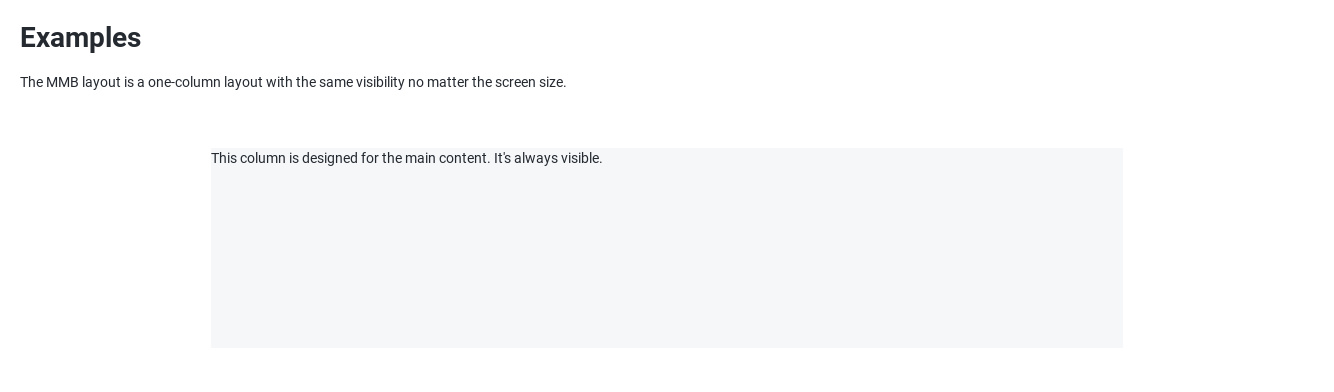 Examples
The MMB layout is a one-column layout with the same visibility no matter the screen size.
This column is designed for the main content. It's always visible.